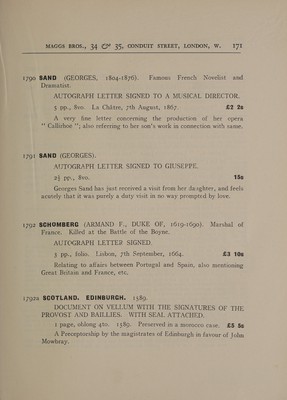 MAGGS BROS., 34 & 35, CONDUIT STREET, LONDON, W. 171
1790 SAND (GEORGES, 1804-1876). Famous French Novelist and
Dramatist.
AUTOGRAPH LETTER SIGNED TO A MUSICAL DIRECTOR.
5 pp., 8vo. La Châtre, 7th August, 1867. £2 2s
A very fine letter concerning the production of her opera
" Callirhoe "; also referring to her son's work in connection with same.
1791 SAND (GEORGES).
AUTOGRAPH LETTER SIGNED TO GIUSEPPE.
2½ pp., 8vo. 15s
Georges Sand has just received a visit from her daughter, and feels
acutely that it was purely a duty visit in no way prompted by love.
1792 SCHOMBERG (ARMAND F., DUKE OF, 1619-1690). Marshal of
France. Killed at the Battle of the Boyne.
AUTOGRAPH LETTER SIGNED.
3 pp., folio. Lisbon, 7th September, 1664. £3 10s
Relating to affairs between Portugal and Spain, also mentioning
Great Britain and France, etc.
1792a SCOTLAND. EDINBURGH. 1589.
DOCUMENT ON VELLUM WITH THE SIGNATURES OF THE
PROVOST AND BAILLIES. WITH SEAL ATTACHED.
1 page, oblong 4to. 1589. Preserved in a morocco case. £5 5s
A Preceptorship by the magistrates of Edinburgh in favour of John
Mowbray.